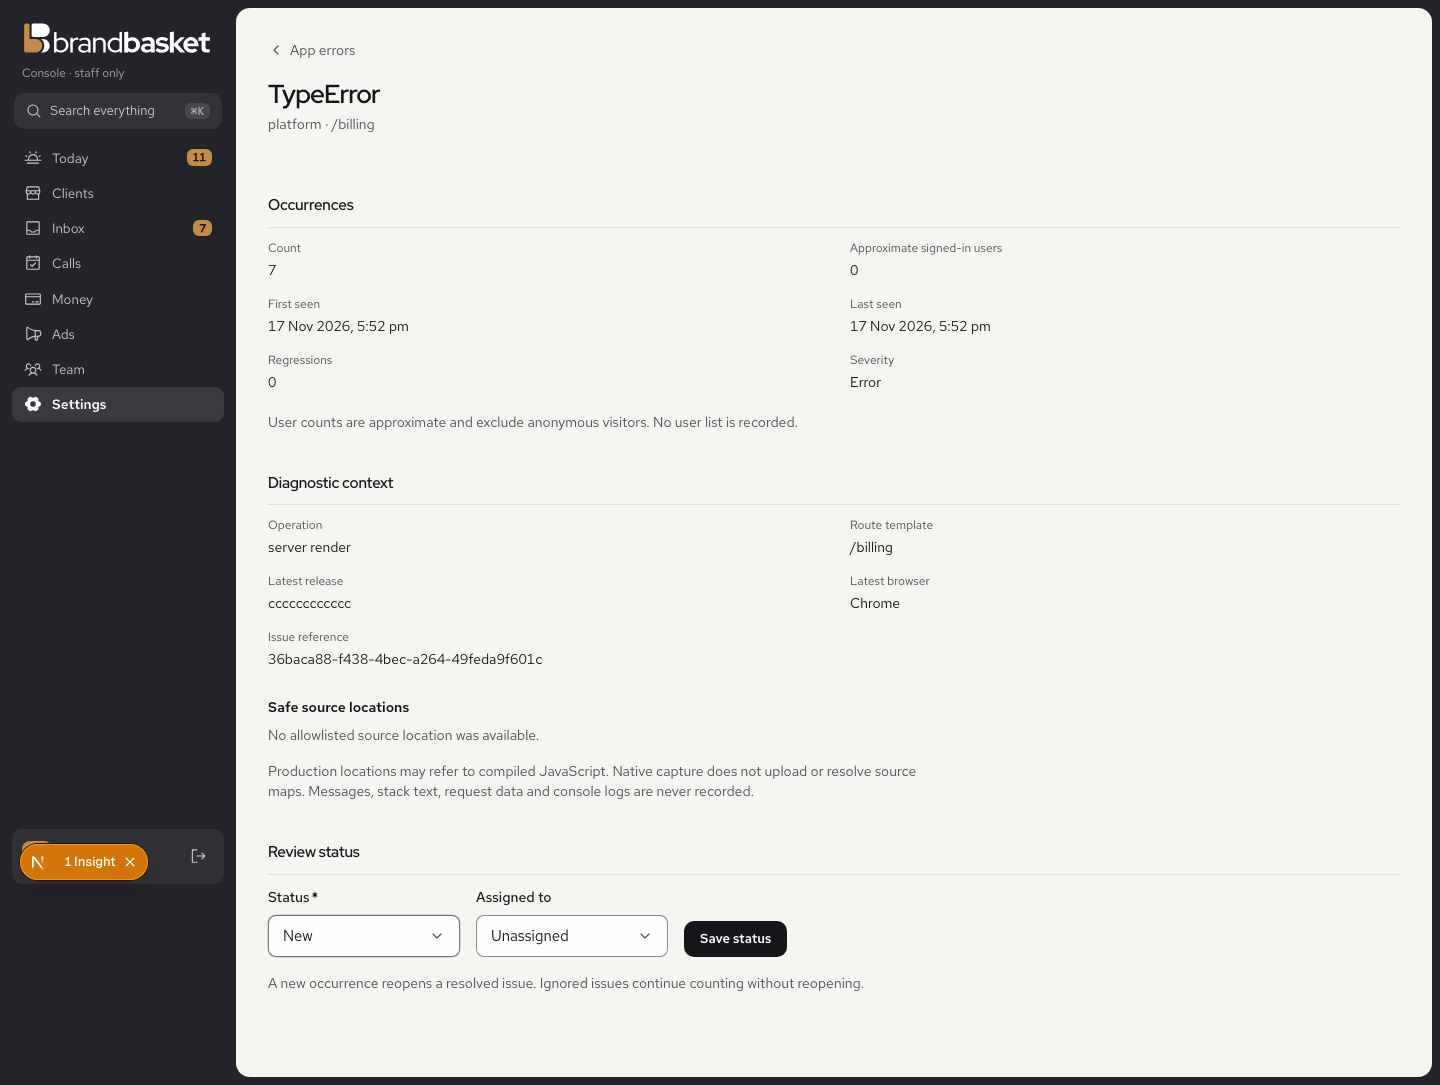 brandbasket
Console · staff only
Search everything ⌘K
Today 11
Clients
Inbox 7
Calls
Money
Ads
Team
Settings
1 Insight
App errors
TypeError
platform · /billing
Occurrences
Count
7
Approximate signed-in users
0
First seen
17 Nov 2026, 5:52 pm
Last seen
17 Nov 2026, 5:52 pm
Regressions
0
Severity
Error
User counts are approximate and exclude anonymous visitors. No user list is recorded.
Diagnostic context
Operation
server render
Route template
/billing
Latest release
cccccccccccc
Latest browser
Chrome
Issue reference
36baca88-f438-4bec-a264-49feda9f601c
Safe source locations
No allowlisted source location was available.
Production locations may refer to compiled JavaScript. Native capture does not upload or resolve source
maps. Messages, stack text, request data and console logs are never recorded.
Review status
Status *
New
Assigned to
Unassigned
Save status
A new occurrence reopens a resolved issue. Ignored issues continue counting without reopening.